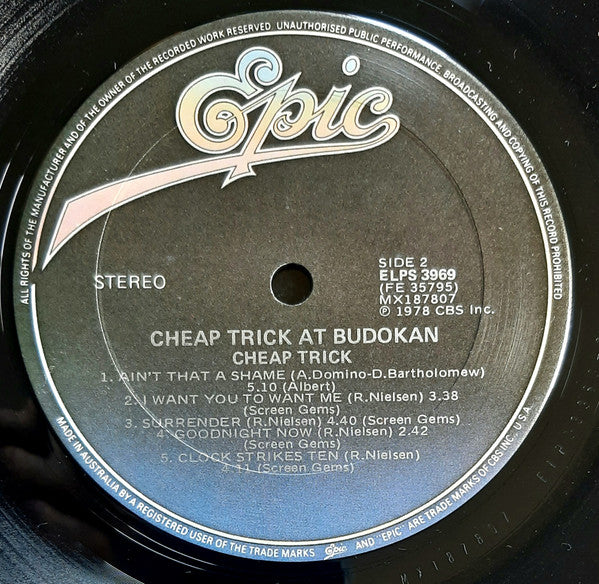 ALL RIGHTS OF THE MANUFACTURER AND OF THE OWNER OF THE RECORDED WORK RESERVED. UNAUTHORISED PUBLIC PERFORMANCE, BROADCASTING AND COPYING OF THIS RECORD PROHIBITED
Epic
STEREO
SIDE 2
ELPS 3969
(FE 35795)
MX187807
℗ 1978 CBS Inc.
CHEAP TRICK AT BUDOKAN
CHEAP TRICK
1. AIN'T THAT A SHAME (A.Domino-D.Bartholomew)
5.10 (Albert)
2. I WANT YOU TO WANT ME (R.Nielsen) 3.38
(Screen Gems)
3. SURRENDER (R.Nielsen) 4.40 (Screen Gems)
4. GOODNIGHT NOW (R.Nielsen) 2.42
(Screen Gems)
5. CLOCK STRIKES TEN (R.Nielsen)
4.11 (Screen Gems)
MADE IN AUSTRALIA BY A REGISTERED USER OF THE TRADE MARKS Epic AND "EPIC" ARE TRADE MARKS OF CBS INC. U.S.A.